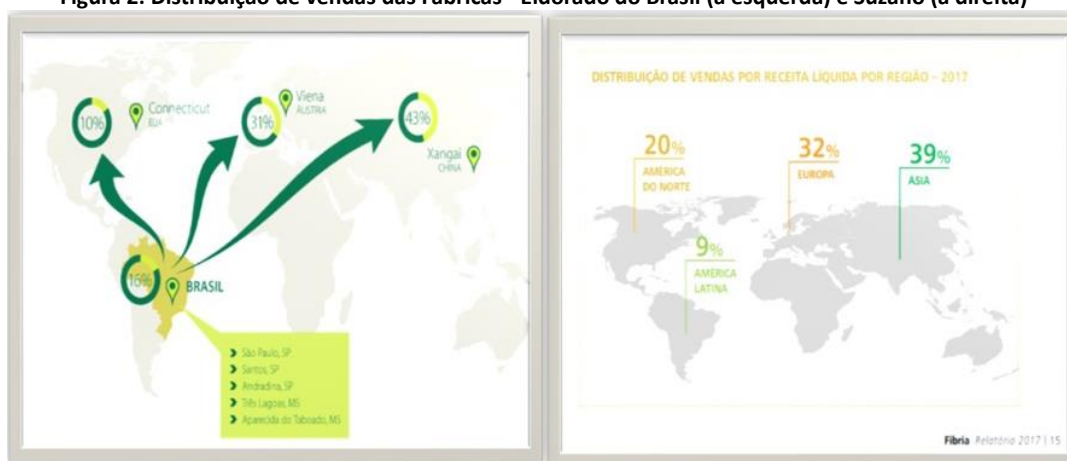 Figura 2: Distribuição de Vendas das Fábricas - Eldorado do Brasil (à esquerda) e Suzano (à direita)
10%
Connecticut
EUA
31%
Viena
ÁUSTRIA
43%
Xangai
CHINA
16%
BRASIL
São Paulo, SP
Santos, SP
Andradina, SP
Três Lagoas, MS
Aparecida do Taboado, MS
DISTRIBUIÇÃO DE VENDAS POR RECEITA LÍQUIDA POR REGIÃO – 2017
20%
AMÉRICA
DO NORTE
32%
EUROPA
39%
ÁSIA
9%
AMÉRICA
LATINA
Fibria Relatório 2017 | 15